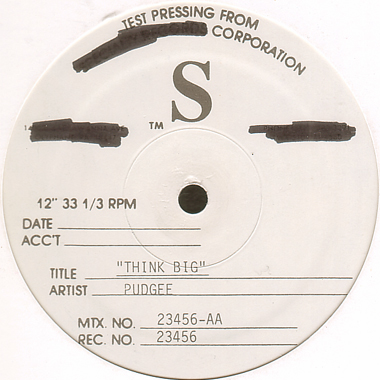 TEST PRESSING FROM
CORPORATION
S
TM
12" 33 1/3 RPM
DATE
ACC'T
TITLE "THINK BIG"
ARTIST PUDGEE
MTX. NO. 23456-AA
REC. NO. 23456